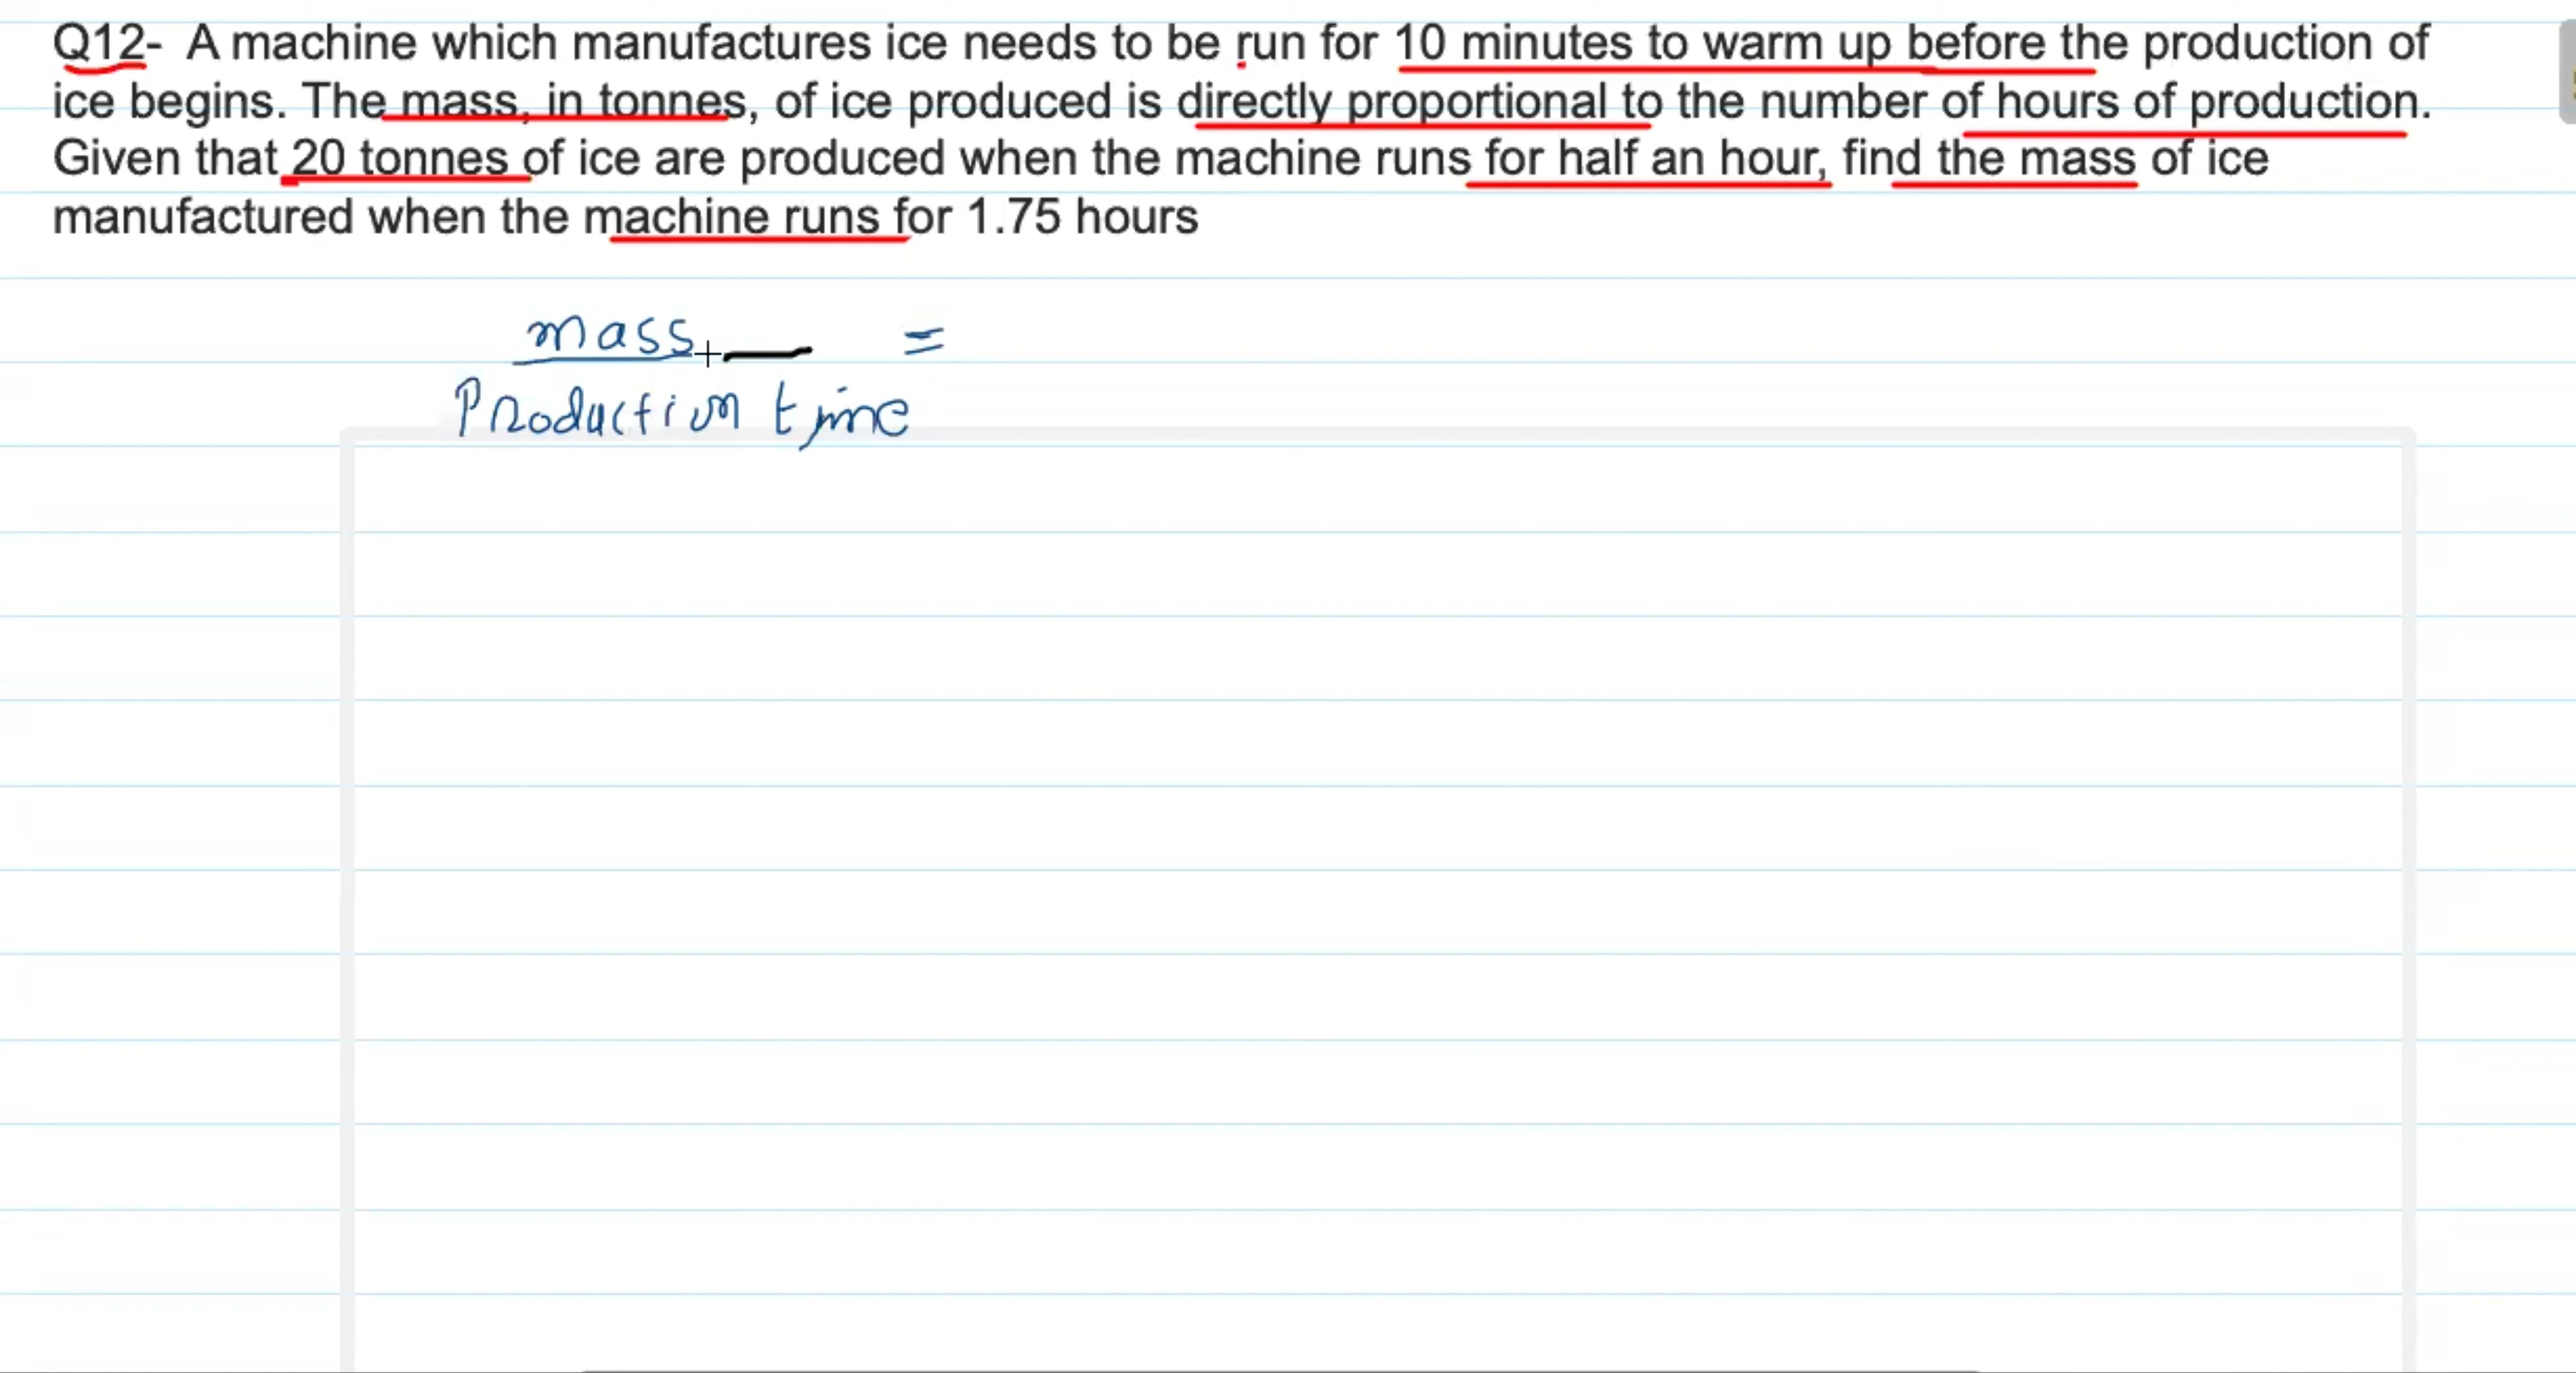 Q12- A machine which manufactures ice needs to be run for 10 minutes to warm up before the production of
ice begins. The mass, in tonnes, of ice produced is directly proportional to the number of hours of production.
Given that 20 tonnes of ice are produced when the machine runs for half an hour, find the mass of ice
manufactured when the machine runs for 1.75 hours
mass =
Production time